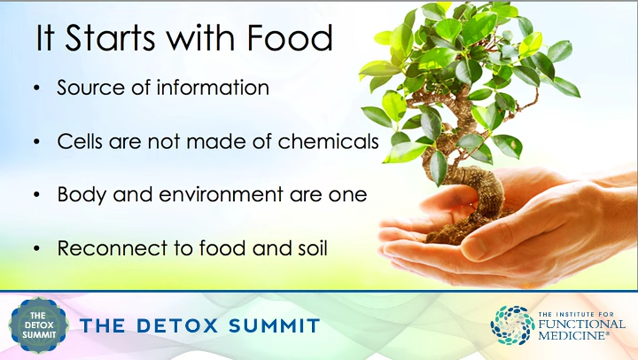 It Starts with Food
• Source of information
• Cells are not made of chemicals
• Body and environment are one
• Reconnect to food and soil
THE
DETOX
SUMMIT
THE DETOX SUMMIT
THE INSTITUTE FOR
FUNCTIONAL
MEDICINE®